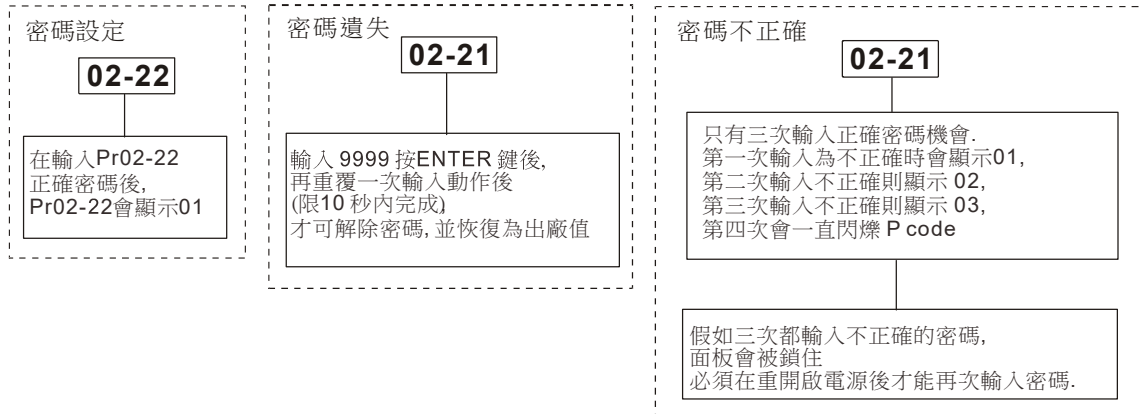 密碼設定
02-22
在輸入Pr02-22
正確密碼後,
Pr02-22會顯示01
密碼遺失
02-21
輸入 9999 按ENTER 鍵後,
再重覆一次輸入動作後
(限10 秒內完成)
才可解除密碼, 並恢復為出廠值
密碼不正確
02-21
只有三次輸入正確密碼機會.
第一次輸入為不正確時會顯示01,
第二次輸入不正確則顯示 02,
第三次輸入不正確則顯示 03,
第四次會一直閃爍 P code
假如三次都輸入不正確的密碼,
面板會被鎖住
必須在重開啟電源後才能再次輸入密碼.